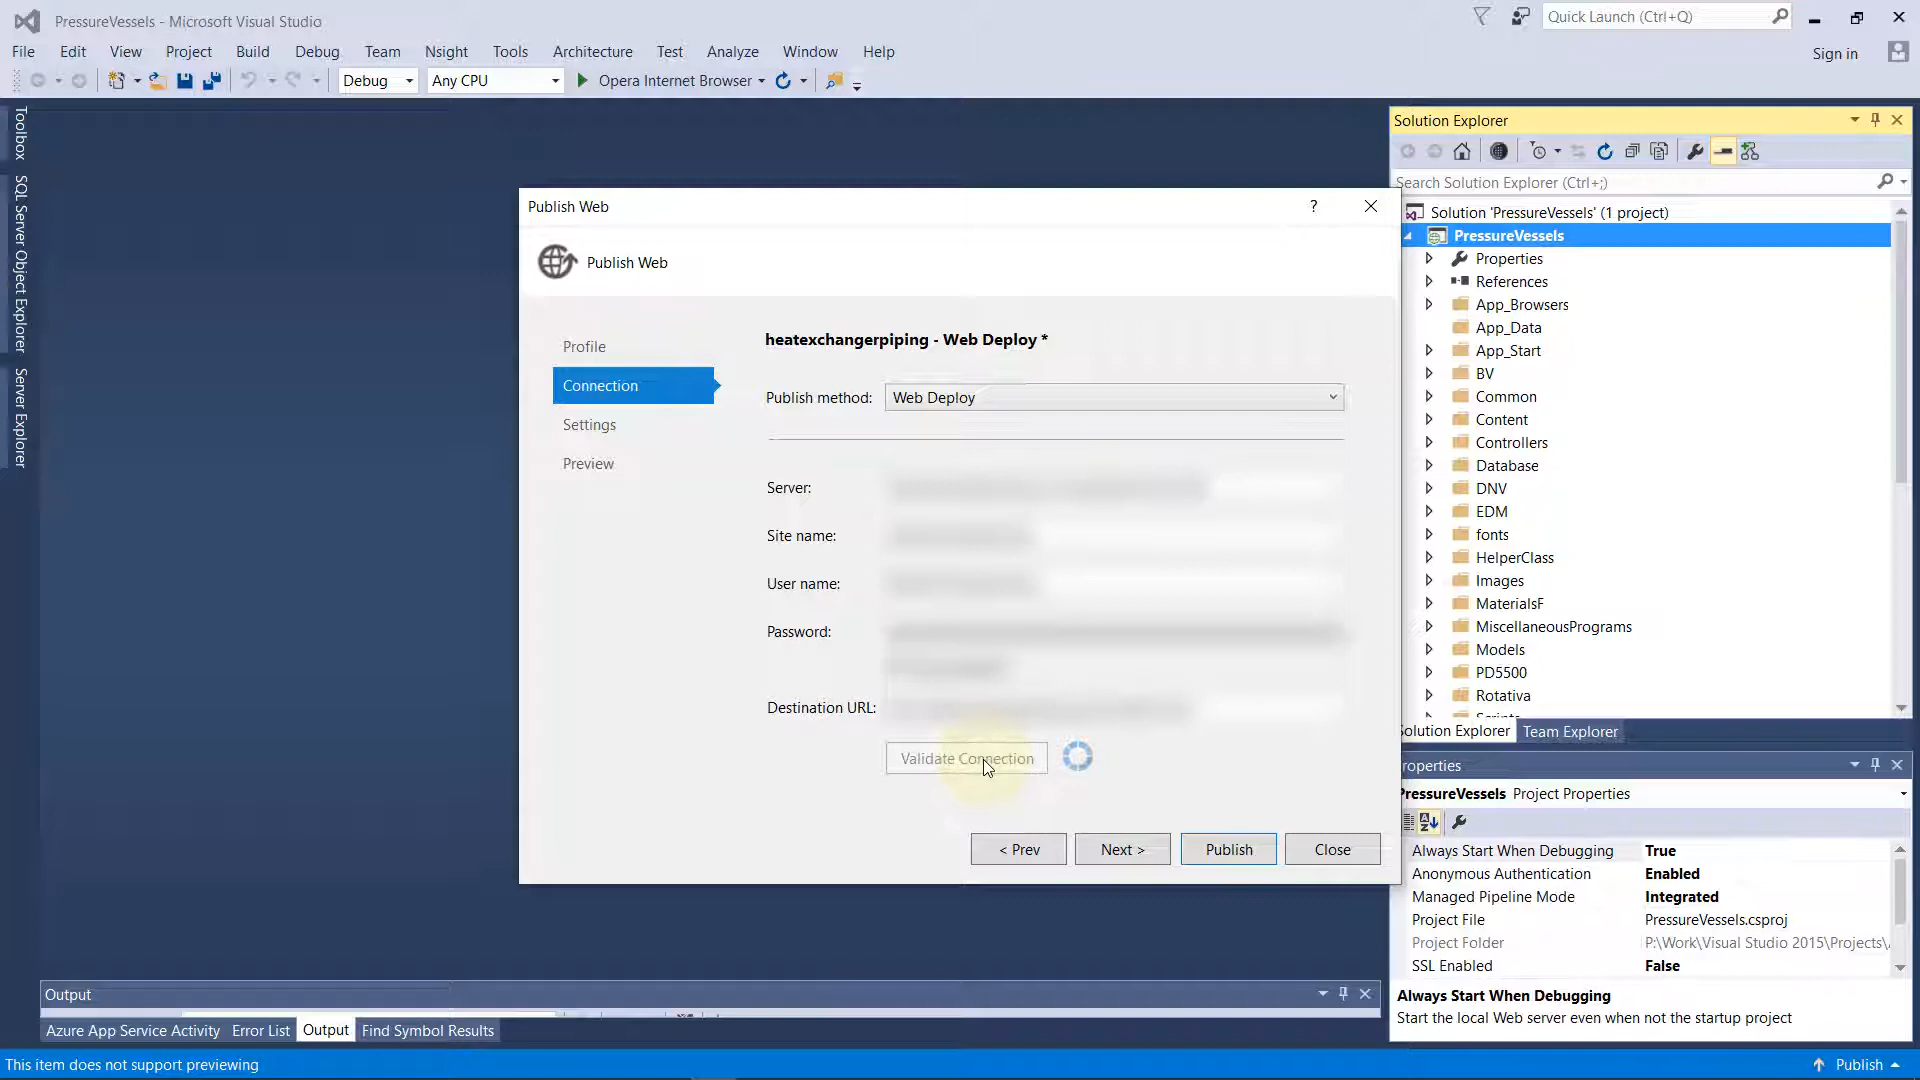 PressureVessels - Microsoft Visual Studio
Quick Launch (Ctrl+Q)
File Edit View Project Build Debug Team Nsight Tools Architecture Test Analyze Window Help
Sign in
Debug Any CPU Opera Internet Browser
Toolbox
SQL Server Object Explorer
Server Explorer
Publish Web
?
Publish Web
Profile
Connection
Settings
Preview
heatexchangerpiping - Web Deploy *
Publish method: Web Deploy
Server:
Site name:
User name:
Password:
Destination URL:
Validate Connection
< Prev Next > Publish Close
Solution Explorer
Search Solution Explorer (Ctrl+;)
Solution 'PressureVessels' (1 project)
PressureVessels
Properties
References
App_Browsers
App_Data
App_Start
BV
Common
Content
Controllers
Database
DNV
EDM
fonts
HelperClass
Images
MaterialsF
MiscellaneousPrograms
Models
PD5500
Rotativa
Solution Explorer Team Explorer
roperties
PressureVessels Project Properties
Always Start When Debugging True
Anonymous Authentication Enabled
Managed Pipeline Mode Integrated
Project File PressureVessels.csproj
Project Folder P:\Work\Visual Studio 2015\Projects\
SSL Enabled False
Always Start When Debugging
Start the local Web server even when not the startup project
Output
Azure App Service Activity Error List Output Find Symbol Results
This item does not support previewing
Publish